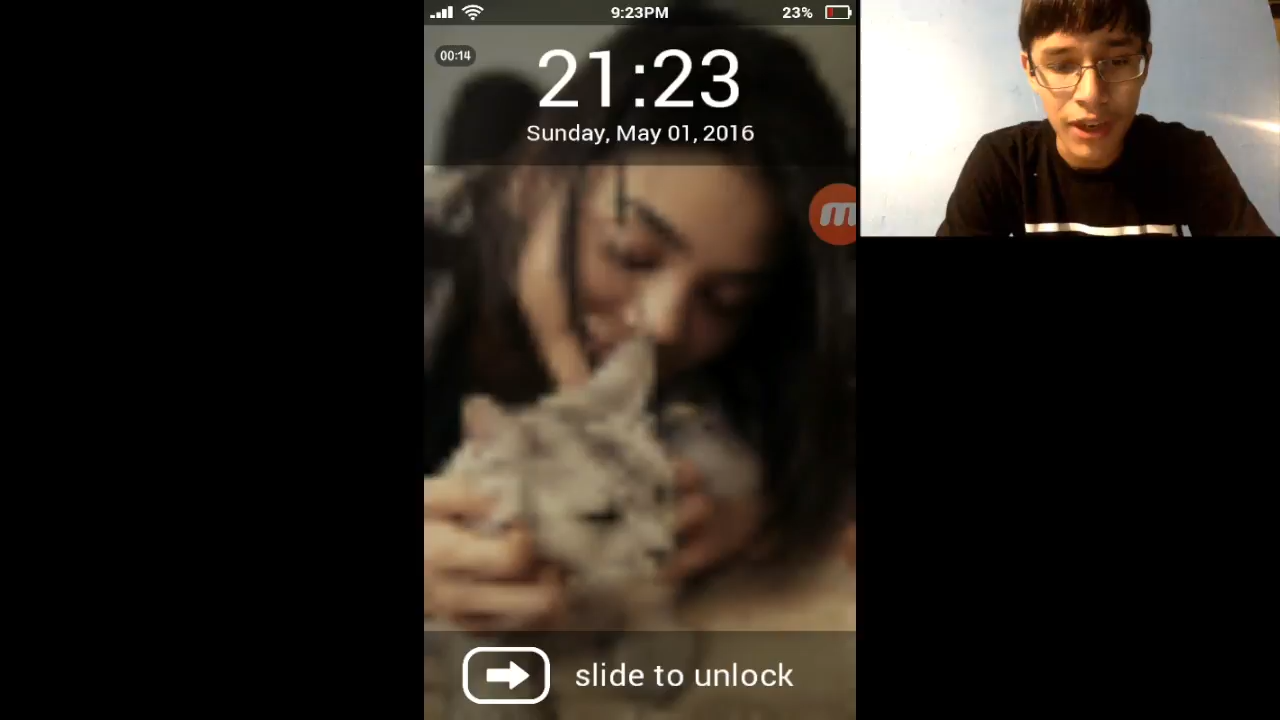 9:23PM
23%
00:14
21:23
Sunday, May 01, 2016
m
slide to unlock